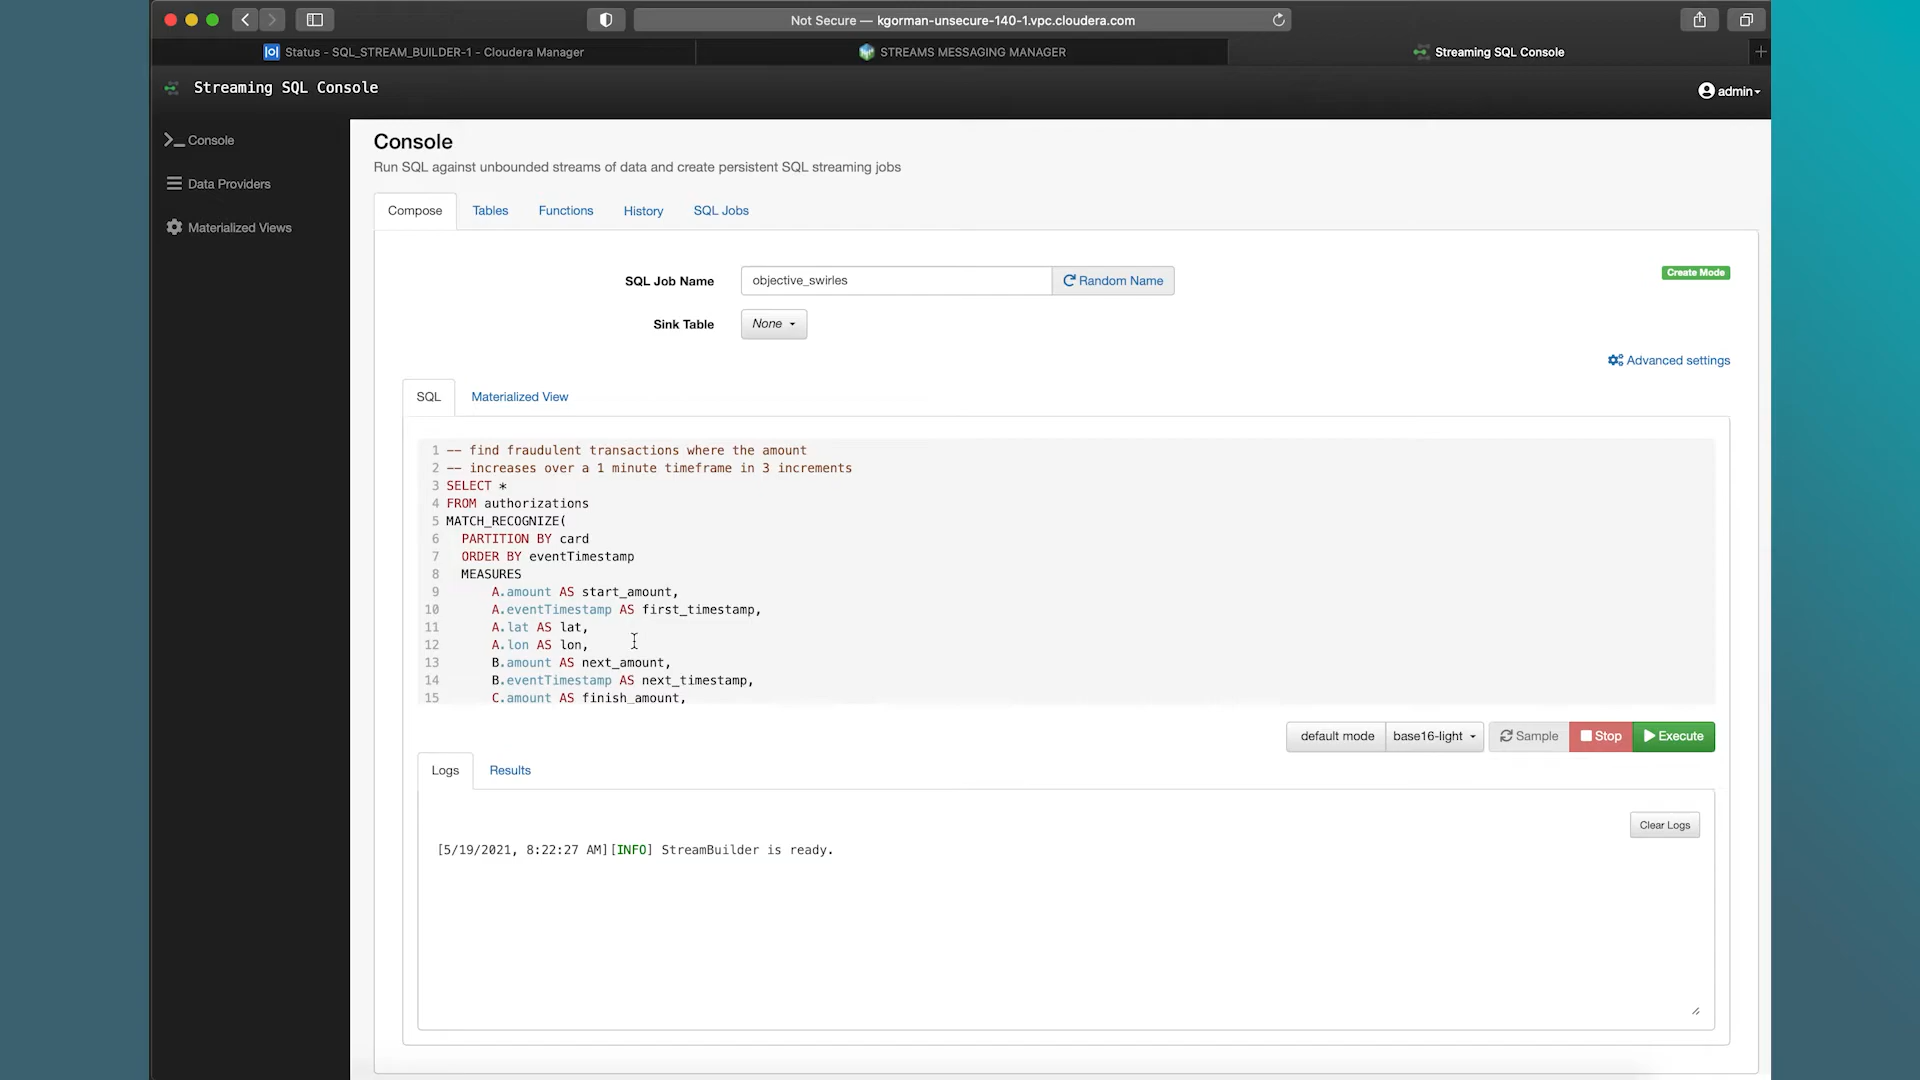 Not Secure — kgorman-unsecure-140-1.vpc.cloudera.com
Status - SQL_STREAM_BUILDER-1 - Cloudera Manager
STREAMS MESSAGING MANAGER
Streaming SQL Console
Streaming SQL Console
admin
Console
Data Providers
Materialized Views
Console
Run SQL against unbounded streams of data and create persistent SQL streaming jobs
Compose
Tables
Functions
History
SQL Jobs
SQL Job Name
objective_swirles
Random Name
Create Mode
Sink Table
None
Advanced settings
SQL
Materialized View
1 -- find fraudulent transactions where the amount
2 -- increases over a 1 minute timeframe in 3 increments
3 SELECT *
4 FROM authorizations
5 MATCH_RECOGNIZE(
6 PARTITION BY card
7 ORDER BY eventTimestamp
8 MEASURES
9 A.amount AS start_amount,
10 A.eventTimestamp AS first_timestamp,
11 A.lat AS lat,
12 A.lon AS lon,
13 B.amount AS next_amount,
14 B.eventTimestamp AS next_timestamp,
15 C.amount AS finish_amount,
default mode
base16-light
Sample
Stop
Execute
Logs
Results
Clear Logs
[5/19/2021, 8:22:27 AM][INFO] StreamBuilder is ready.